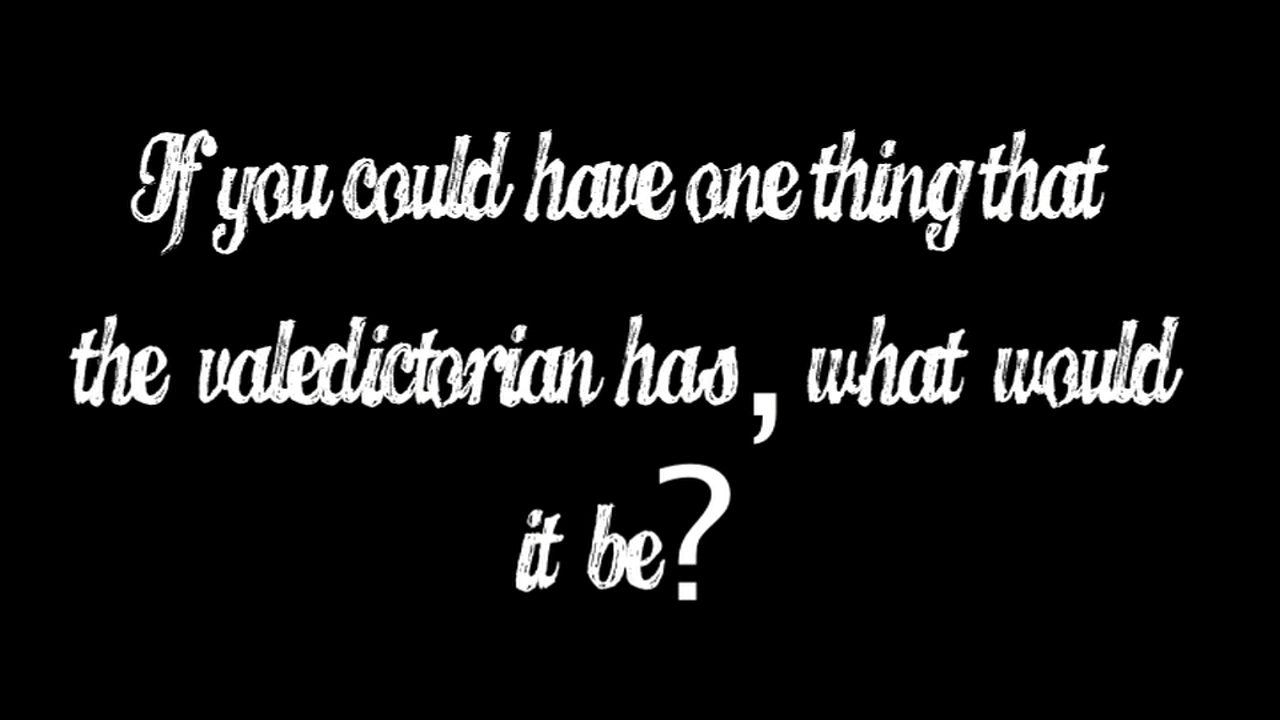 If you could have one thing that
the valedictorian has, what would
it be?